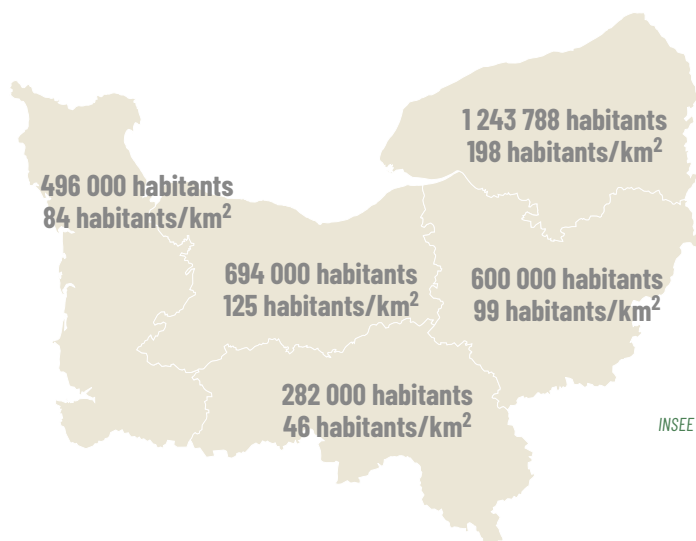 1 243 788 habitants
198 habitants/km²
496 000 habitants
84 habitants/km²
694 000 habitants
125 habitants/km²
600 000 habitants
99 habitants/km²
282 000 habitants
46 habitants/km²
INSEE